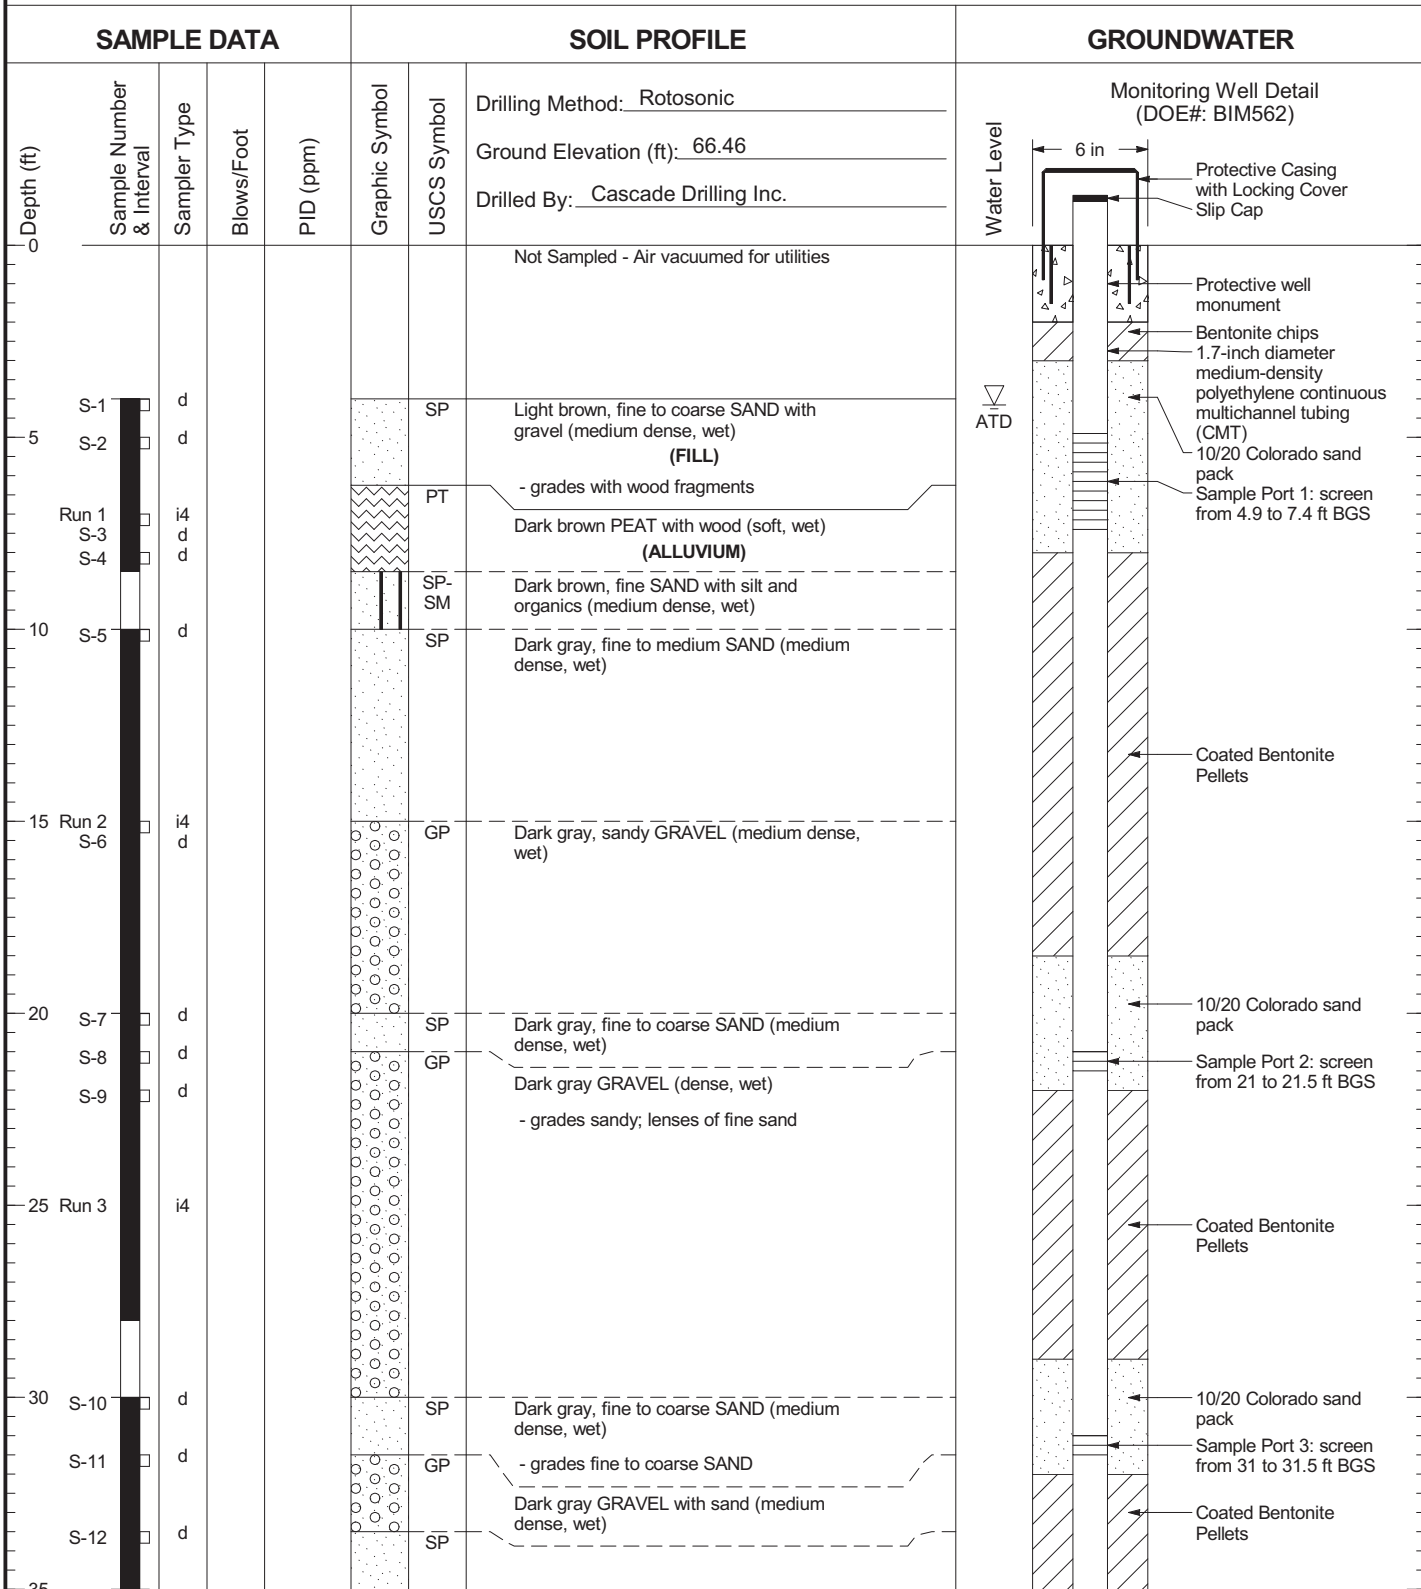 SAMPLE DATA
SOIL PROFILE
GROUNDWATER
Depth (ft)
Sample Number
& Interval
Sampler Type
Blows/Foot
PID (ppm)
Graphic Symbol
USCS Symbol
Drilling Method: Rotosonic
Ground Elevation (ft): 66.46
Drilled By: Cascade Drilling Inc.
Water Level
Monitoring Well Detail
(DOE#: BIM562)
6 in
Protective Casing
with Locking Cover
Slip Cap
0
Not Sampled - Air vacuumed for utilities
Protective well
monument
Bentonite chips
1.7-inch diameter
medium-density
polyethylene continuous
multichannel tubing
(CMT)
ATD
S-1 d SP Light brown, fine to coarse SAND with
gravel (medium dense, wet)
5 S-2 d
(FILL)
10/20 Colorado sand
pack
- grades with wood fragments
Sample Port 1: screen
from 4.9 to 7.4 ft BGS
PT
Run 1 i4
Dark brown PEAT with wood (soft, wet)
S-3 d
S-4 d
(ALLUVIUM)
SP-
SM
Dark brown, fine SAND with silt and
organics (medium dense, wet)
10 S-5 d
SP Dark gray, fine to medium SAND (medium
dense, wet)
Coated Bentonite
Pellets
15 Run 2 i4
S-6 d
GP Dark gray, sandy GRAVEL (medium dense,
wet)
10/20 Colorado sand
pack
20 S-7 d
SP Dark gray, fine to coarse SAND (medium
dense, wet)
S-8 d
GP
Sample Port 2: screen
from 21 to 21.5 ft BGS
Dark gray GRAVEL (dense, wet)
S-9 d
- grades sandy; lenses of fine sand
25 Run 3 i4
Coated Bentonite
Pellets
30 S-10 d
10/20 Colorado sand
pack
SP Dark gray, fine to coarse SAND (medium
dense, wet)
Sample Port 3: screen
from 31 to 31.5 ft BGS
S-11 d
GP - grades fine to coarse SAND
Dark gray GRAVEL with sand (medium
dense, wet)
Coated Bentonite
Pellets
S-12 d
SP
35